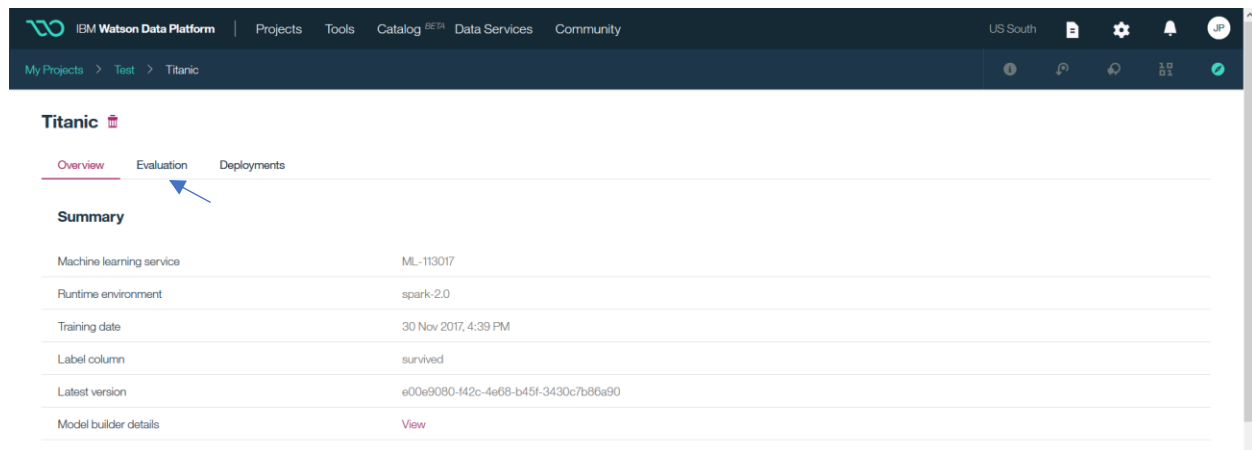 IBM Watson Data Platform | Projects Tools Catalog BETA Data Services Community US South JP
My Projects > Test > Titanic
Titanic
Overview Evaluation Deployments
Summary
Machine learning service ML-113017
Runtime environment spark-2.0
Training date 30 Nov 2017, 4:39 PM
Label column survived
Latest version e00e9080-f42c-4e68-b45f-3430c7b86a90
Model builder details View